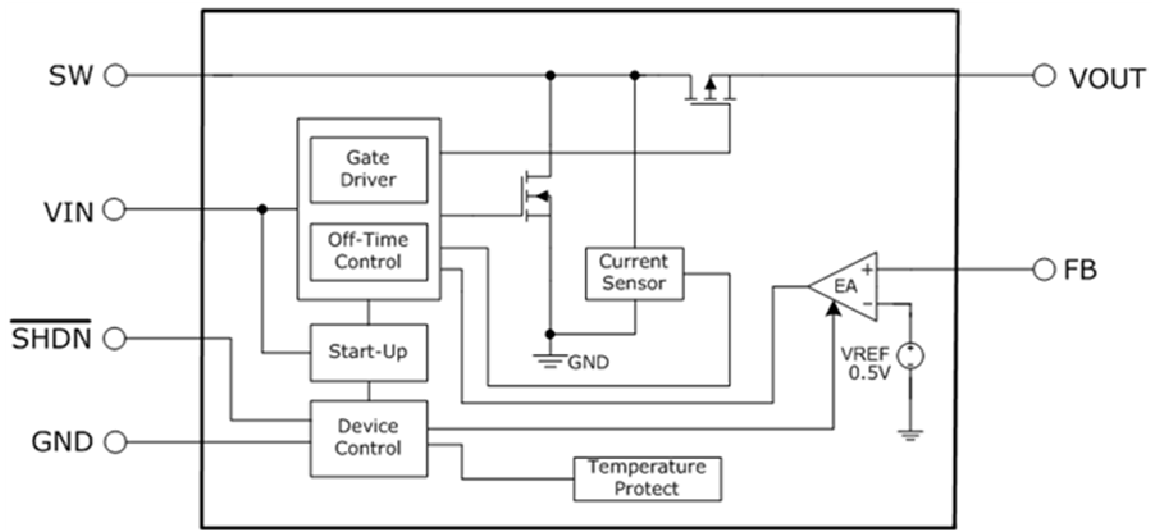 SW
VOUT
Gate
Driver
VIN
Off-Time
Control
Current
Sensor
+
EA
−
FB
SHDN
Start-Up
GND
VREF
0.5V
GND
Device
Control
Temperature
Protect